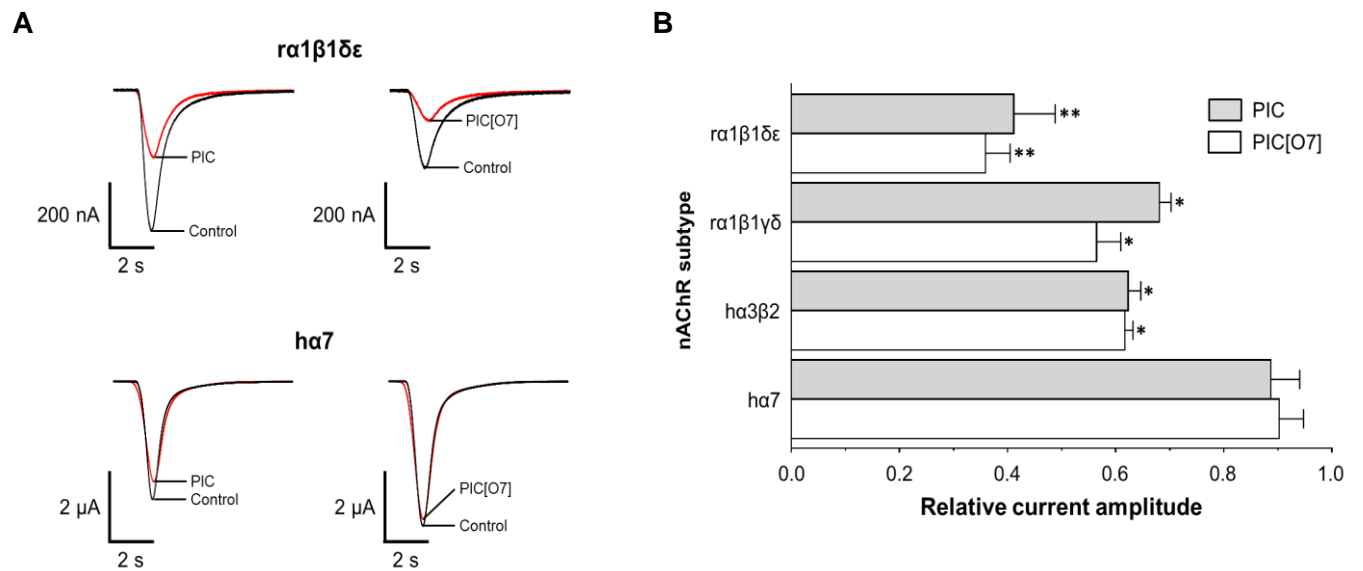 A
rα1β1δε
PIC
Control
200 nA
2 s
PIC[O7]
Control
200 nA
2 s
hα7
PIC
Control
2 µA
2 s
PIC[O7]
Control
2 µA
2 s
B
nAChR subtype
PIC
PIC[O7]
rα1β1δε
**
**
rα1β1γδ
*
*
hα3β2
*
*
hα7
0.0 0.2 0.4 0.6 0.8 1.0
Relative current amplitude